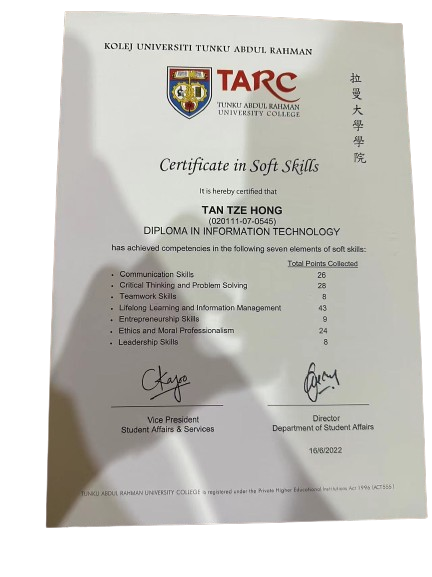 KOLEJ UNIVERSITI TUNKU ABDUL RAHMAN
TARC
TUNKU ABDUL RAHMAN
UNIVERSITY COLLEGE
拉曼大學學院
Certificate in Soft Skills
It is hereby certified that
TAN TZE HONG
(020111-07-0545)
DIPLOMA IN INFORMATION TECHNOLOGY
has achieved competencies in the following seven elements of soft skills:
Total Points Collected
• Communication Skills 26
• Critical Thinking and Problem Solving 28
• Teamwork Skills 8
• Lifelong Learning and Information Management 43
• Entrepreneurship Skills 9
• Ethics and Moral Professionalism 24
• Leadership Skills 8
Vice President
Student Affairs & Services
Director
Department of Student Affairs
16/6/2022
TUNKU ABDUL RAHMAN UNIVERSITY COLLEGE is registered under the Private Higher Educational Institutions Act 1996 (ACT555)